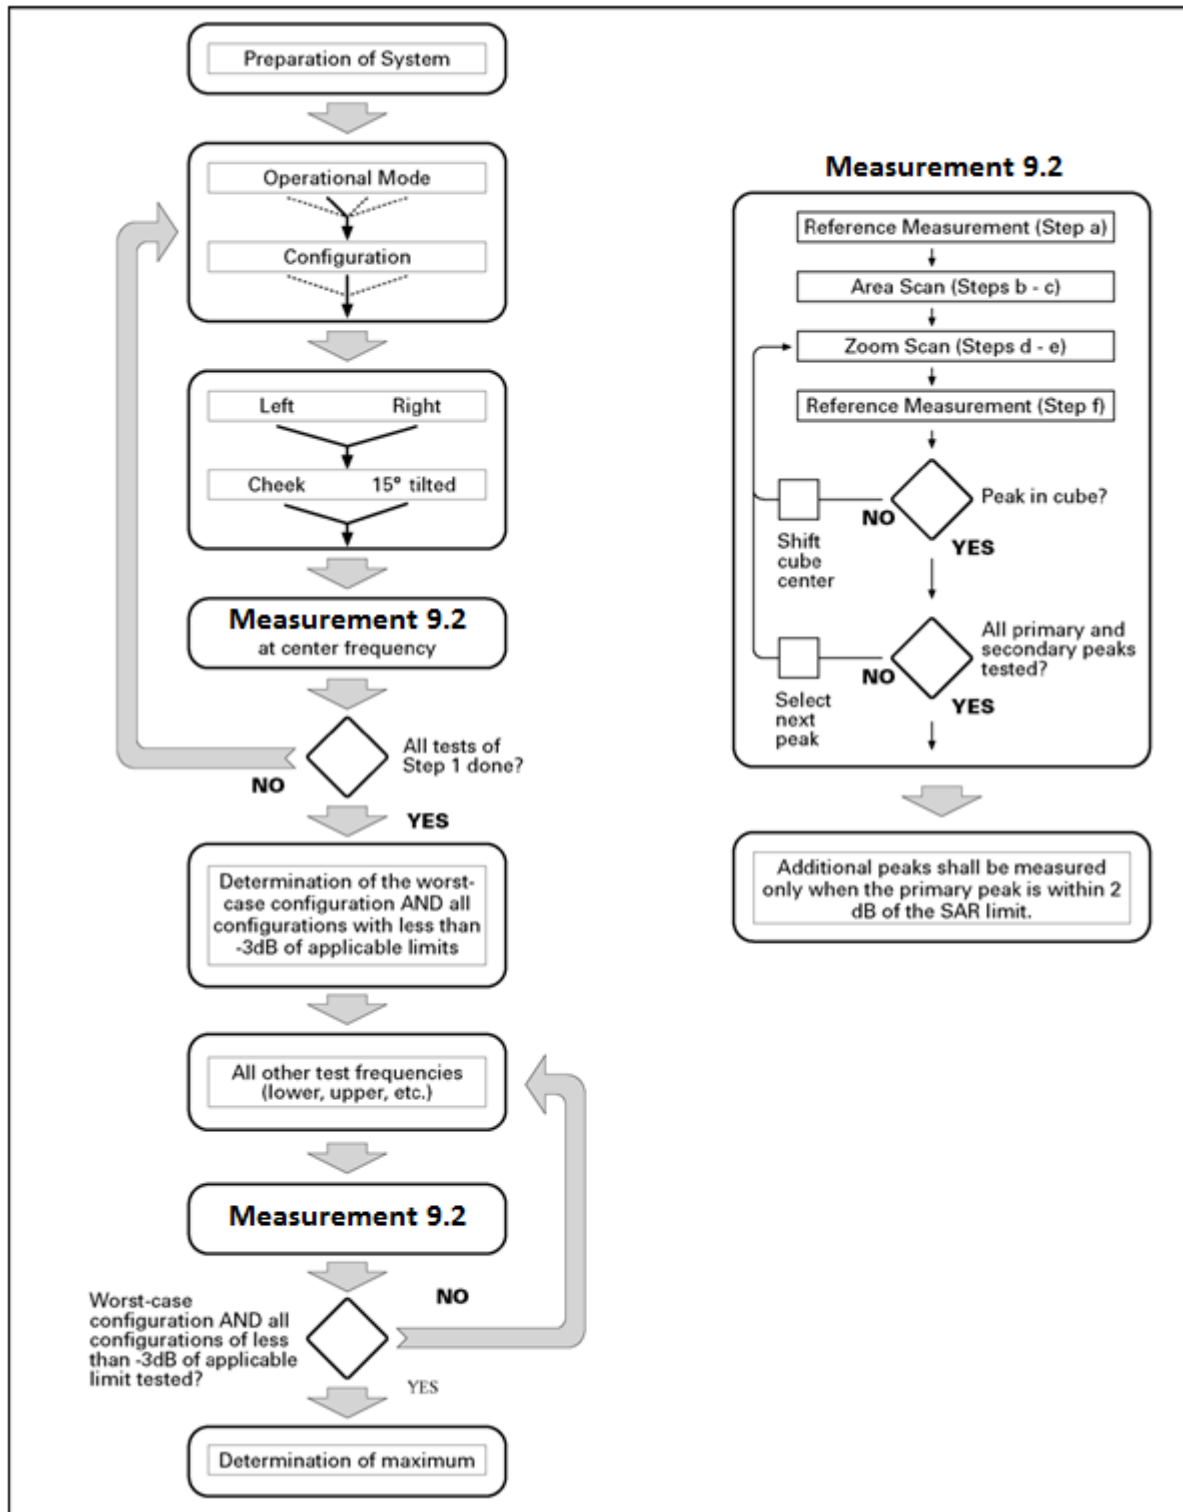 Preparation of System
Operational Mode
Configuration
Left Right
Cheek 15° tilted
Measurement 9.2
at center frequency
All tests of
Step 1 done?
NO
YES
Determination of the worst-
case configuration AND all
configurations with less than
-3dB of applicable limits
All other test frequencies
(lower, upper, etc.)
Measurement 9.2
NO
Worst-case
configuration AND all
configurations of less
than -3dB of applicable
limit tested?
YES
Determination of maximum
Measurement 9.2
Reference Measurement (Step a)
Area Scan (Steps b - c)
Zoom Scan (Steps d - e)
Reference Measurement (Step f)
Peak in cube?
NO
Shift
cube
center
YES
All primary and
secondary peaks
tested?
NO
Select
next
peak
YES
Additional peaks shall be measured
only when the primary peak is within 2
dB of the SAR limit.